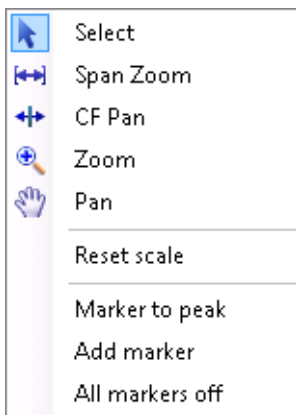 Select
Span Zoom
CF Pan
Zoom
Pan
Reset scale
Marker to peak
Add marker
All markers off